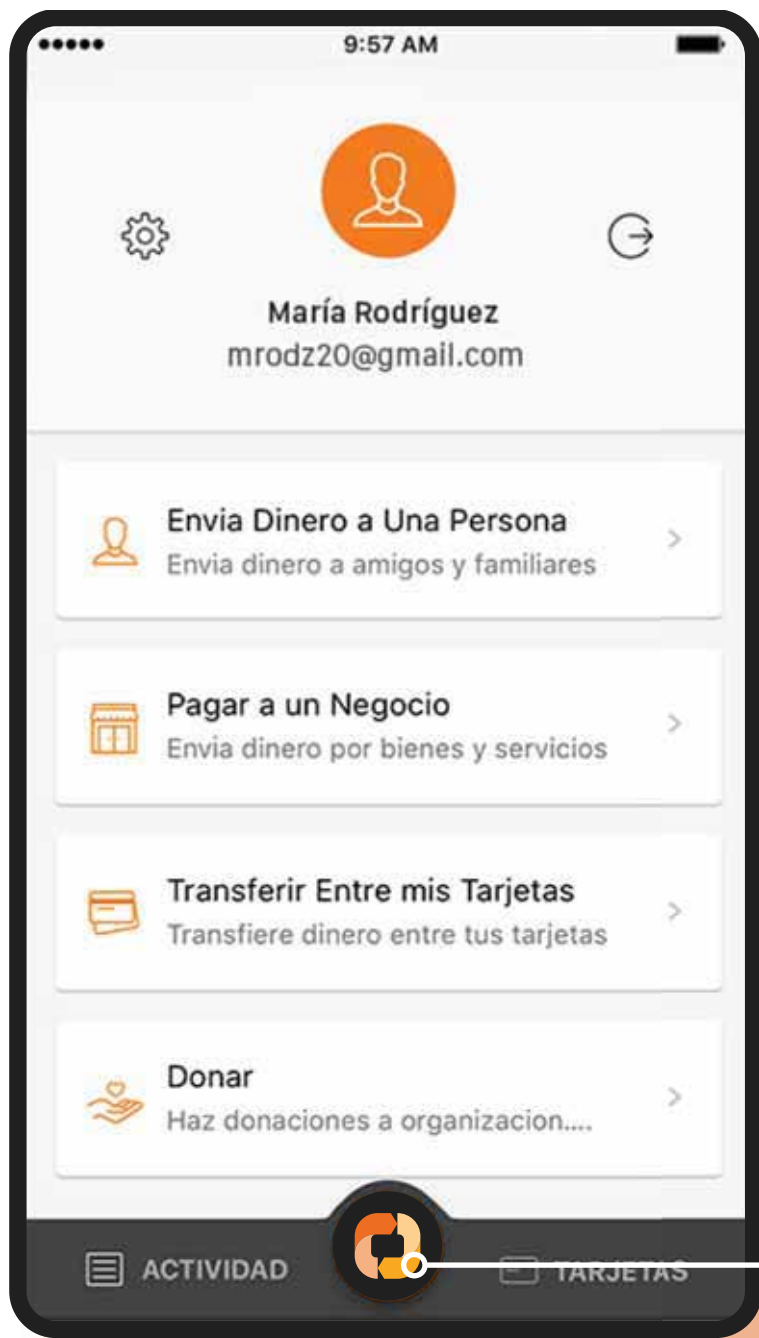 9:57 AM
María Rodríguez
mrodz20@gmail.com
Envia Dinero a Una Persona
Envia dinero a amigos y familiares
Pagar a un Negocio
Envia dinero por bienes y servicios
Transferir Entre mis Tarjetas
Transfiere dinero entre tus tarjetas
Donar
Haz donaciones a organizacion....
ACTIVIDAD
TARJETAS